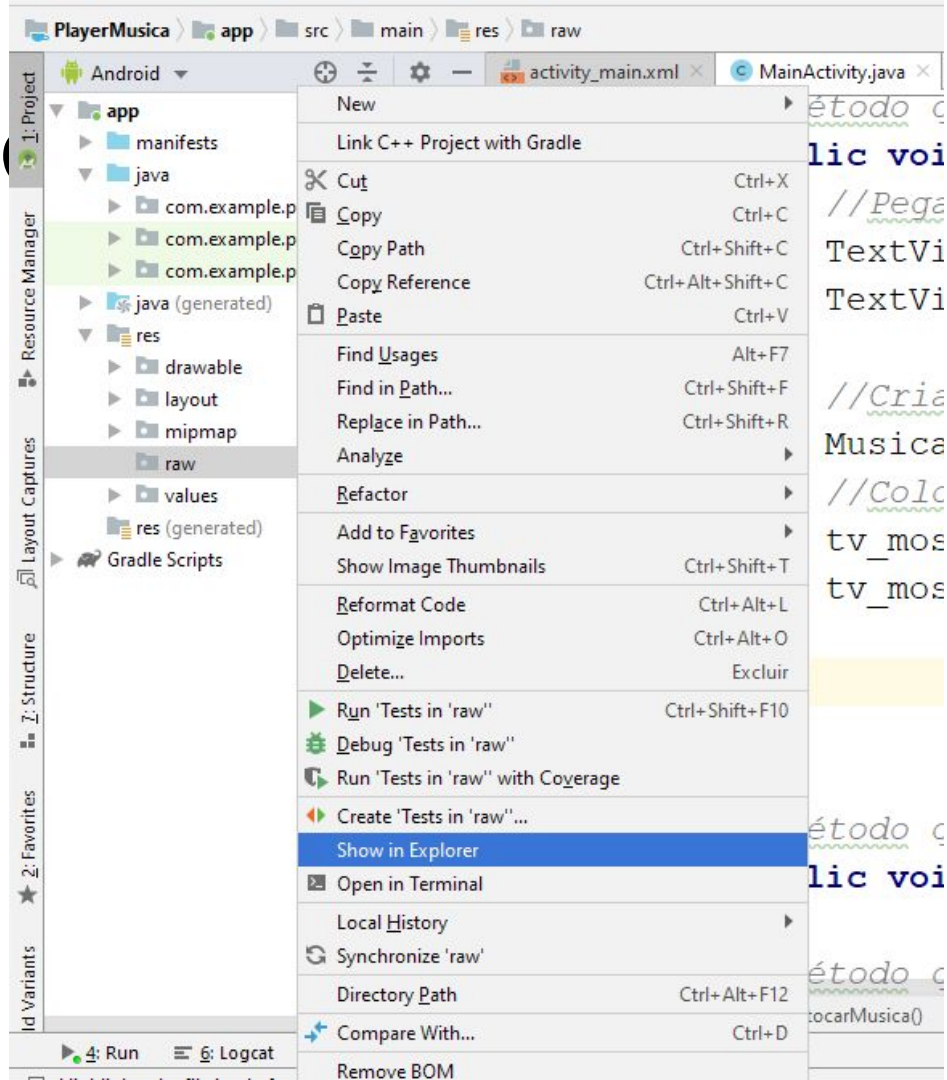 PlayerMusica app src main res raw
Android
activity_main.xml
MainActivity.java
1: Project
Resource Manager
Layout Captures
7: Structure
2: Favorites
ld Variants
app
manifests
java
com.example.p
com.example.p
com.example.p
java (generated)
res
drawable
layout
mipmap
raw
values
res (generated)
Gradle Scripts
New
Link C++ Project with Gradle
Cut Ctrl+X
Copy Ctrl+C
Copy Path Ctrl+Shift+C
Copy Reference Ctrl+Alt+Shift+C
Paste Ctrl+V
Find Usages Alt+F7
Find in Path... Ctrl+Shift+F
Replace in Path... Ctrl+Shift+R
Analyze
Refactor
Add to Favorites
Show Image Thumbnails Ctrl+Shift+T
Reformat Code Ctrl+Alt+L
Optimize Imports Ctrl+Alt+O
Delete... Excluir
Run 'Tests in 'raw'' Ctrl+Shift+F10
Debug 'Tests in 'raw''
Run 'Tests in 'raw'' with Coverage
Create 'Tests in 'raw''...
Show in Explorer
Open in Terminal
Local History
Synchronize 'raw'
Directory Path Ctrl+Alt+F12
Compare With... Ctrl+D
Remove BOM
étodo
lic voi
//Pega
TextVi
TextVi
//Cria
Musica
//Colo
tv_mos
tv_mos
étodo
lic voi
étodo
tocarMusica()
4: Run
6: Logcat